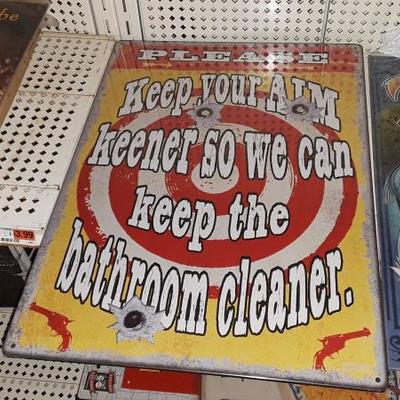 PLEASE
Keep your AIM
keener so we can
keep the
bathroom cleaner.
3.99